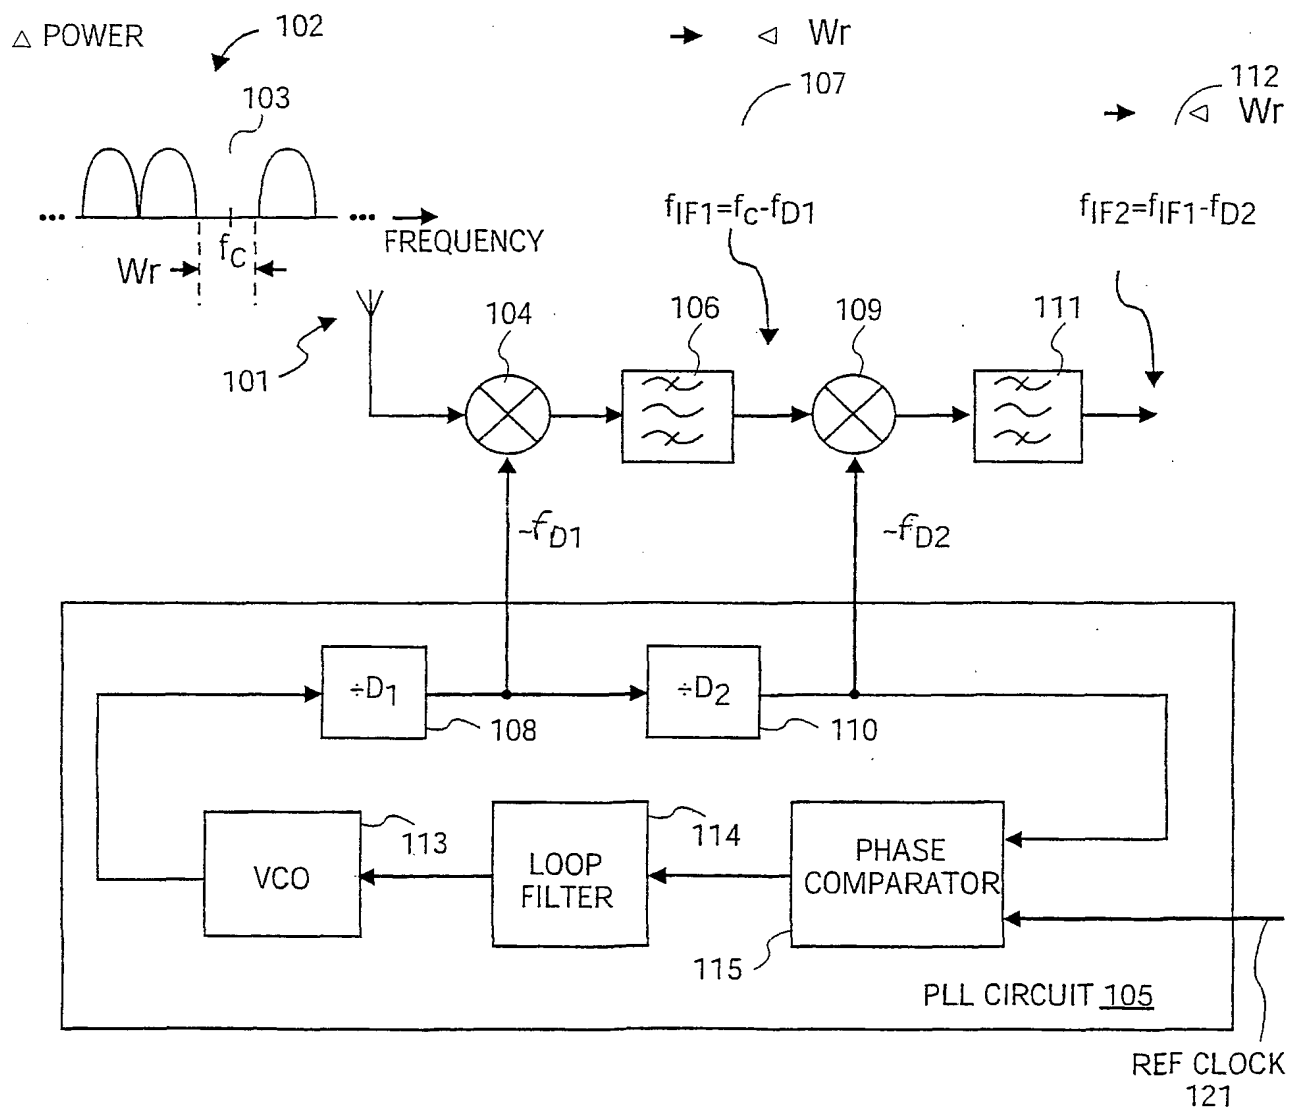 △ POWER
102
Wr
107
112
Wr
103
fIF1=fC-fD1
fIF2=fIF1-fD2
... ...
FREQUENCY
fC
Wr
101
104
106
109
111
~fD1
~fD2
÷D1
108
÷D2
110
VCO
113
LOOP
FILTER
114
PHASE
COMPARATOR
115
PLL CIRCUIT 105
REF CLOCK
121